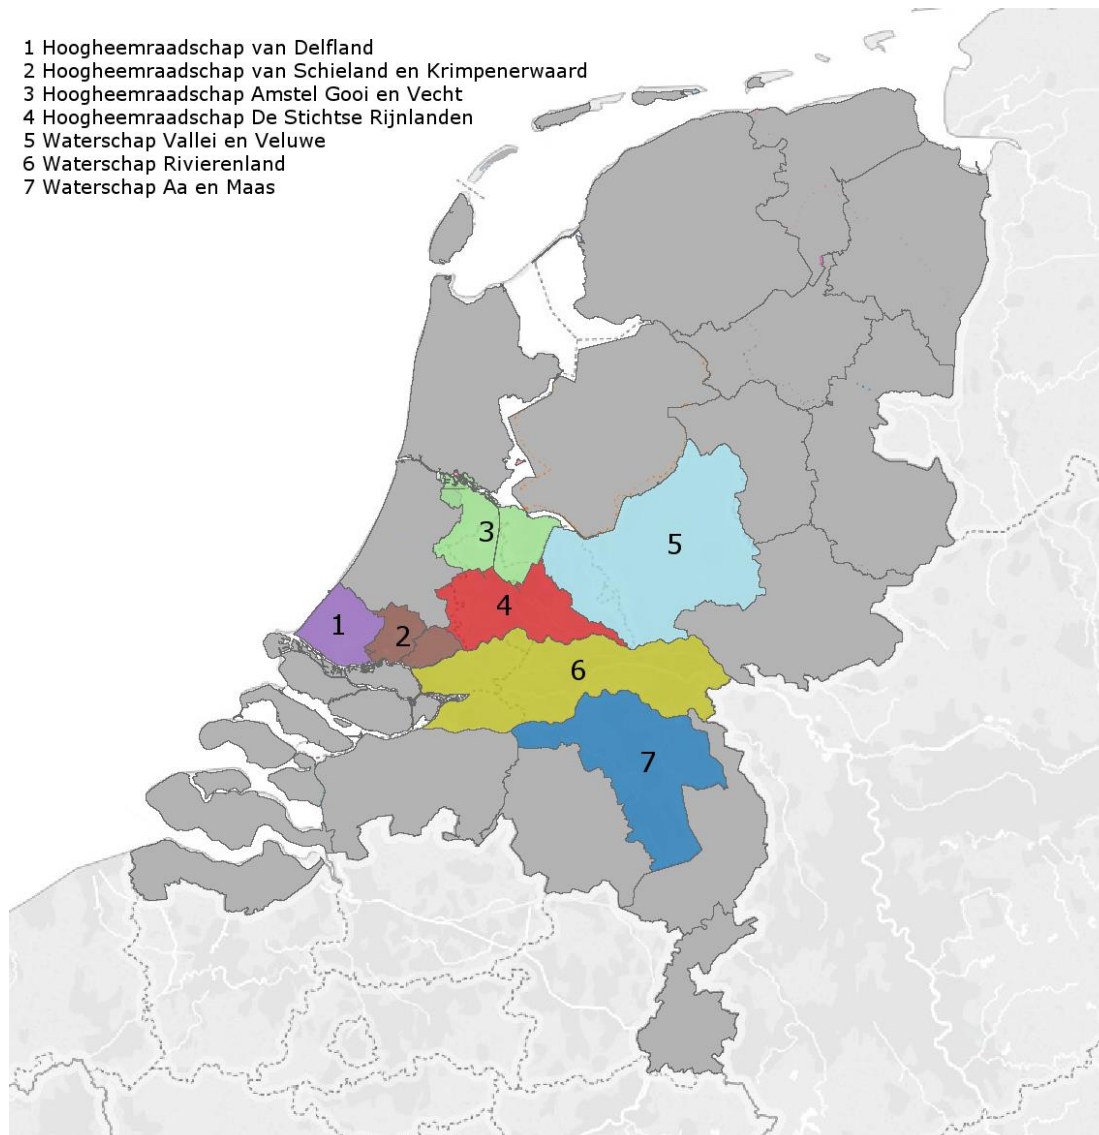 1 Hoogheemraadschap van Delfland
2 Hoogheemraadschap van Schieland en Krimpenerwaard
3 Hoogheemraadschap Amstel Gooi en Vecht
4 Hoogheemraadschap De Stichtse Rijnlanden
5 Waterschap Vallei en Veluwe
6 Waterschap Rivierenland
7 Waterschap Aa en Maas
3
5
4
1
2
6
7